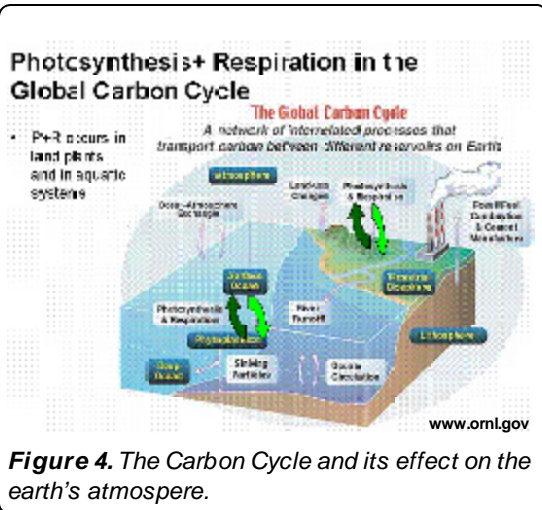 Photosynthesis+ Respiration in the
Global Carbon Cycle
The Global Carbon Cycle
A network of interrelated processes that
transport carbon between different reservoirs on Earth
• P+R occurs in
land plants
and in aquatic
systems
Atmosphere
Ocean-Atmosphere
Exchange
Land-use
Changes
Photosynthesis
& Respiration
Fossil Fuel
Combustion
& Cement
Manufacture
Surface
Ocean
Terrestrial
Biosphere
Photosynthesis
& Respiration
River
Runoff
Phytoplankton
Lithosphere
Deep
Ocean
Sinking
Particles
Ocean
Circulation
www.ornl.gov
Figure 4. The Carbon Cycle and its effect on the
earth's atmospere.